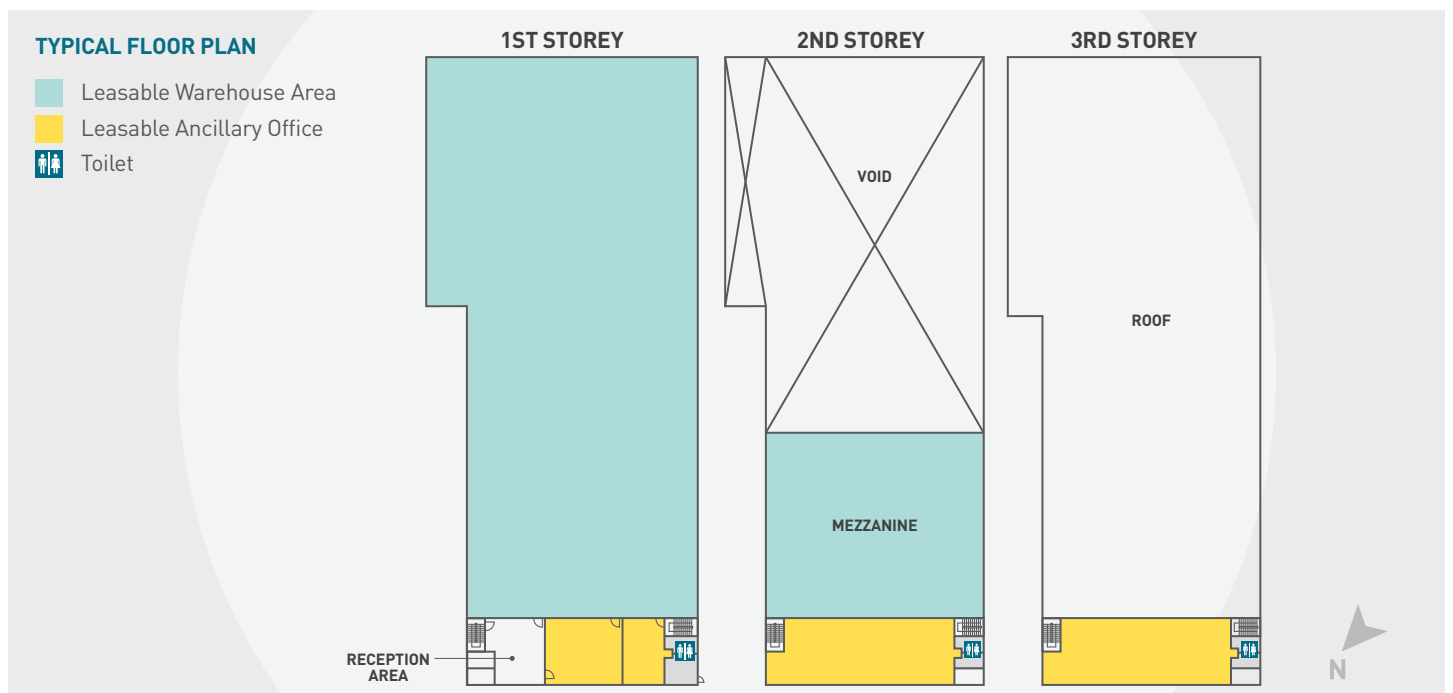 TYPICAL FLOOR PLAN
Leasable Warehouse Area
Leasable Ancillary Office
Toilet
1ST STOREY
2ND STOREY
3RD STOREY
VOID
ROOF
MEZZANINE
RECEPTION
AREA
N